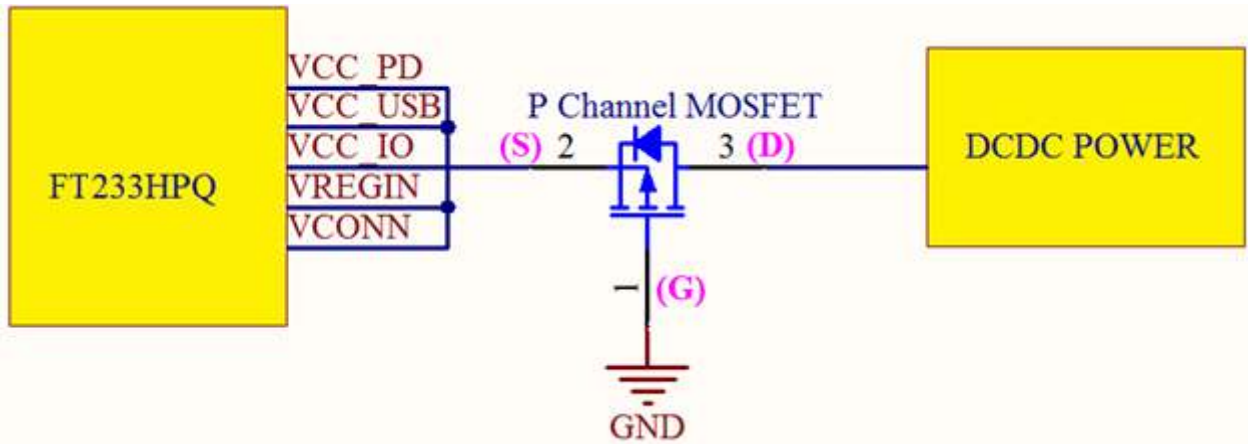 VCC_PD
VCC_USB
P Channel MOSFET
VCC_IO
(S) 2
3 (D)
DCDC POWER
FT233HPQ
VREGIN
VCONN
1 (G)
GND